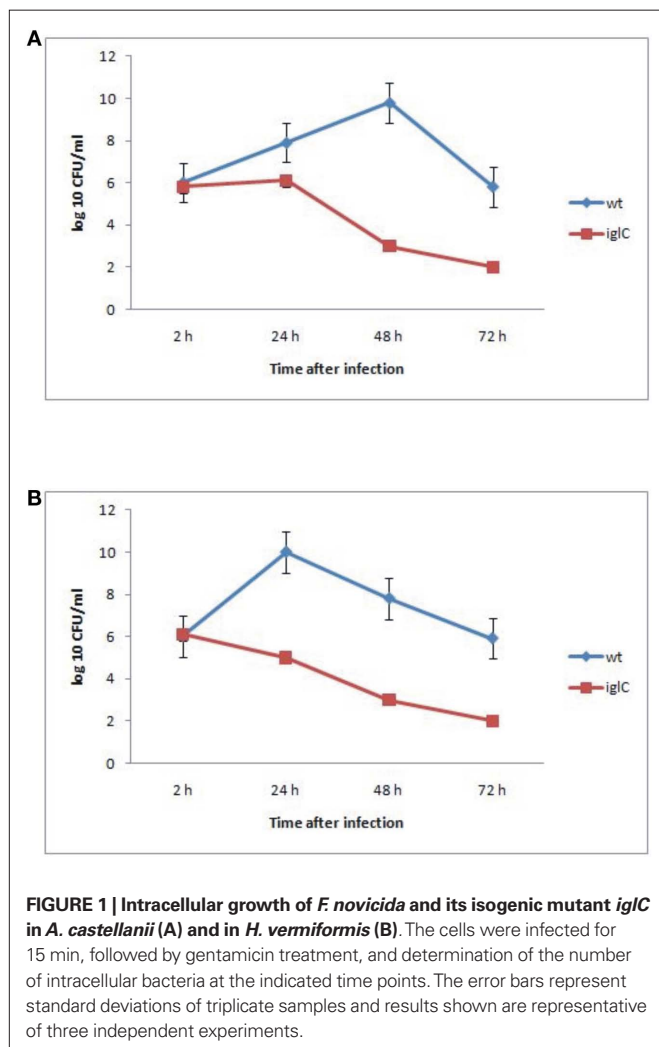 A
12
10
8
6
4
2
0
log 10 CFU/ml
2 h 24 h 48 h 72 h
Time after infection
wt
iglC
B
12
10
8
6
4
2
0
log 10 CFU/ml
2 h 24 h 48 h 72 h
Time after infection
wt
iglC
FIGURE 1 | Intracellular growth of F. novicida and its isogenic mutant iglC
in A. castellanii (A) and in H. vermiformis (B). The cells were infected for
15 min, followed by gentamicin treatment, and determination of the number
of intracellular bacteria at the indicated time points. The error bars represent
standard deviations of triplicate samples and results shown are representative
of three independent experiments.